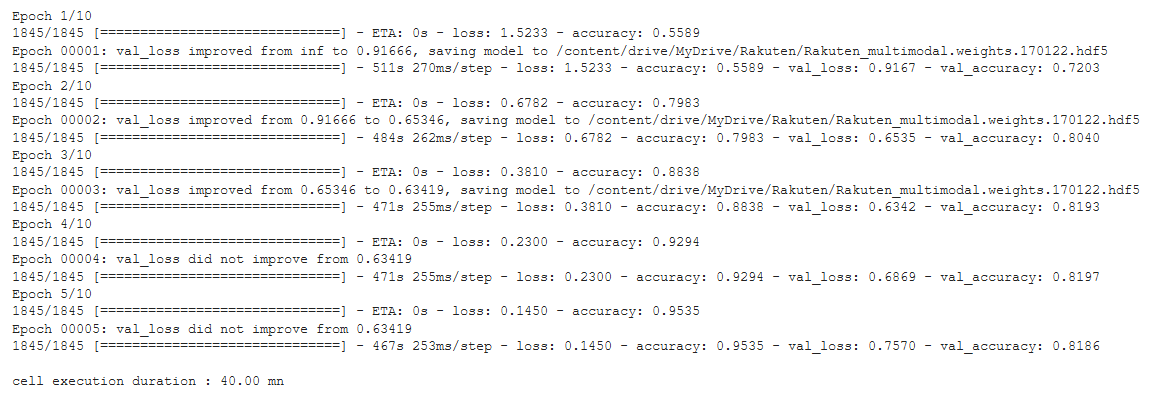 Epoch 1/10
1845/1845 [==============================] - ETA: 0s - loss: 1.5233 - accuracy: 0.5589
Epoch 00001: val_loss improved from inf to 0.91666, saving model to /content/drive/MyDrive/Rakuten/Rakuten_multimodal.weights.170122.hdf5
1845/1845 [==============================] - 511s 270ms/step - loss: 1.5233 - accuracy: 0.5589 - val_loss: 0.9167 - val_accuracy: 0.7203
Epoch 2/10
1845/1845 [==============================] - ETA: 0s - loss: 0.6782 - accuracy: 0.7983
Epoch 00002: val_loss improved from 0.91666 to 0.65346, saving model to /content/drive/MyDrive/Rakuten/Rakuten_multimodal.weights.170122.hdf5
1845/1845 [==============================] - 484s 262ms/step - loss: 0.6782 - accuracy: 0.7983 - val_loss: 0.6535 - val_accuracy: 0.8040
Epoch 3/10
1845/1845 [==============================] - ETA: 0s - loss: 0.3810 - accuracy: 0.8838
Epoch 00003: val_loss improved from 0.65346 to 0.63419, saving model to /content/drive/MyDrive/Rakuten/Rakuten_multimodal.weights.170122.hdf5
1845/1845 [==============================] - 471s 255ms/step - loss: 0.3810 - accuracy: 0.8838 - val_loss: 0.6342 - val_accuracy: 0.8193
Epoch 4/10
1845/1845 [==============================] - ETA: 0s - loss: 0.2300 - accuracy: 0.9294
Epoch 00004: val_loss did not improve from 0.63419
1845/1845 [==============================] - 471s 255ms/step - loss: 0.2300 - accuracy: 0.9294 - val_loss: 0.6869 - val_accuracy: 0.8197
Epoch 5/10
1845/1845 [==============================] - ETA: 0s - loss: 0.1450 - accuracy: 0.9535
Epoch 00005: val_loss did not improve from 0.63419
1845/1845 [==============================] - 467s 253ms/step - loss: 0.1450 - accuracy: 0.9535 - val_loss: 0.7570 - val_accuracy: 0.8186
cell execution duration : 40.00 mn